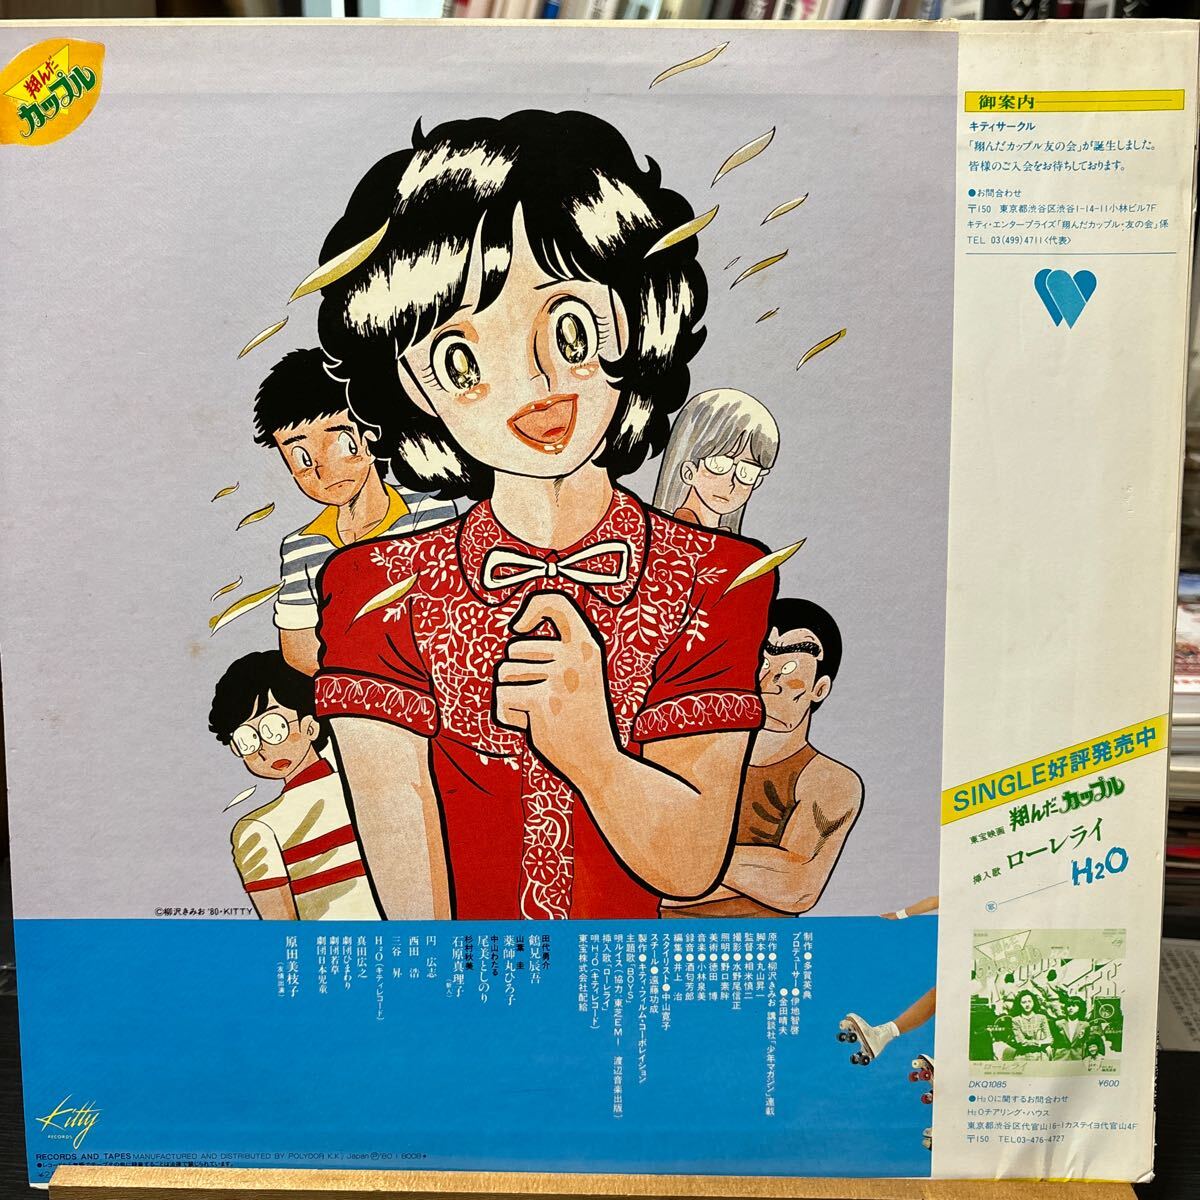 翔んだ
カップル
御案内
キティサークル
「翔んだカップル友の会」が誕生しました。
皆様のご入会をお待ちしております。
●お問合わせ
〒150 東京都渋谷区渋谷1-14-11小林ビル7F
キティ・エンタープライズ「翔んだカップル・友の会」係
TEL 03(499)4711〈代表〉
SINGLE好評発売中
東宝映画 翔んだカップル
挿入歌 ローレライ
歌 H2O
ローレライ
DKQ1085 ¥600
●H2Oに関するお問合わせ
H2Oチアリング・ハウス
東京都渋谷区代官山16-1カステイヨ代官山4F
〒150 TEL.03-476-4727
©柳沢きみお '80・KITTY
制作●多賀英典
プロデューサー●伊地智啓
●金田晴夫
原作●柳沢きみお 講談社「少年マガジン」連載
脚本●丸山昇一
監督●相米慎二
撮影●水野尾信正
照明●野口素胖
美術●徳田 博
音楽●小林泉美
録音●酒匂芳郎
編集●井上 治
スタイリスト●中山寛子
スチール●遠藤功成
製作●キティ・フィルム・コーポレイション
主題歌「BOYS」
唄ルイス(協力・東芝EMI 渡辺音楽出版)
挿入歌「ローレライ」
唄H2O(キティレコード)
東宝株式会社配給
田代勇介
鶴見辰吾
山葉 圭
薬師丸ひろ子
中山わたる
尾美としのり
杉村秋美
石原真理子(新人)
円 広志
西田 浩
三谷 昇
H2O(キティレコード)
真田広之
劇団ひまわり
劇団若草
劇団日本児童
原田美枝子
(友情出演)
Kitty
RECORDS
RECORDS AND TAPES MANUFACTURED AND DISTRIBUTED BY POLYDOR K.K., Japan Ⓟ'80 I 8008★